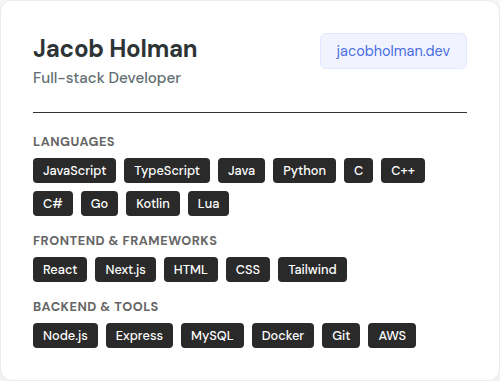 Jacob Holman
jacobholman.dev
Full-stack Developer
LANGUAGES
JavaScript TypeScript Java Python C C++
C# Go Kotlin Lua
FRONTEND & FRAMEWORKS
React Next.js HTML CSS Tailwind
BACKEND & TOOLS
Node.js Express MySQL Docker Git AWS